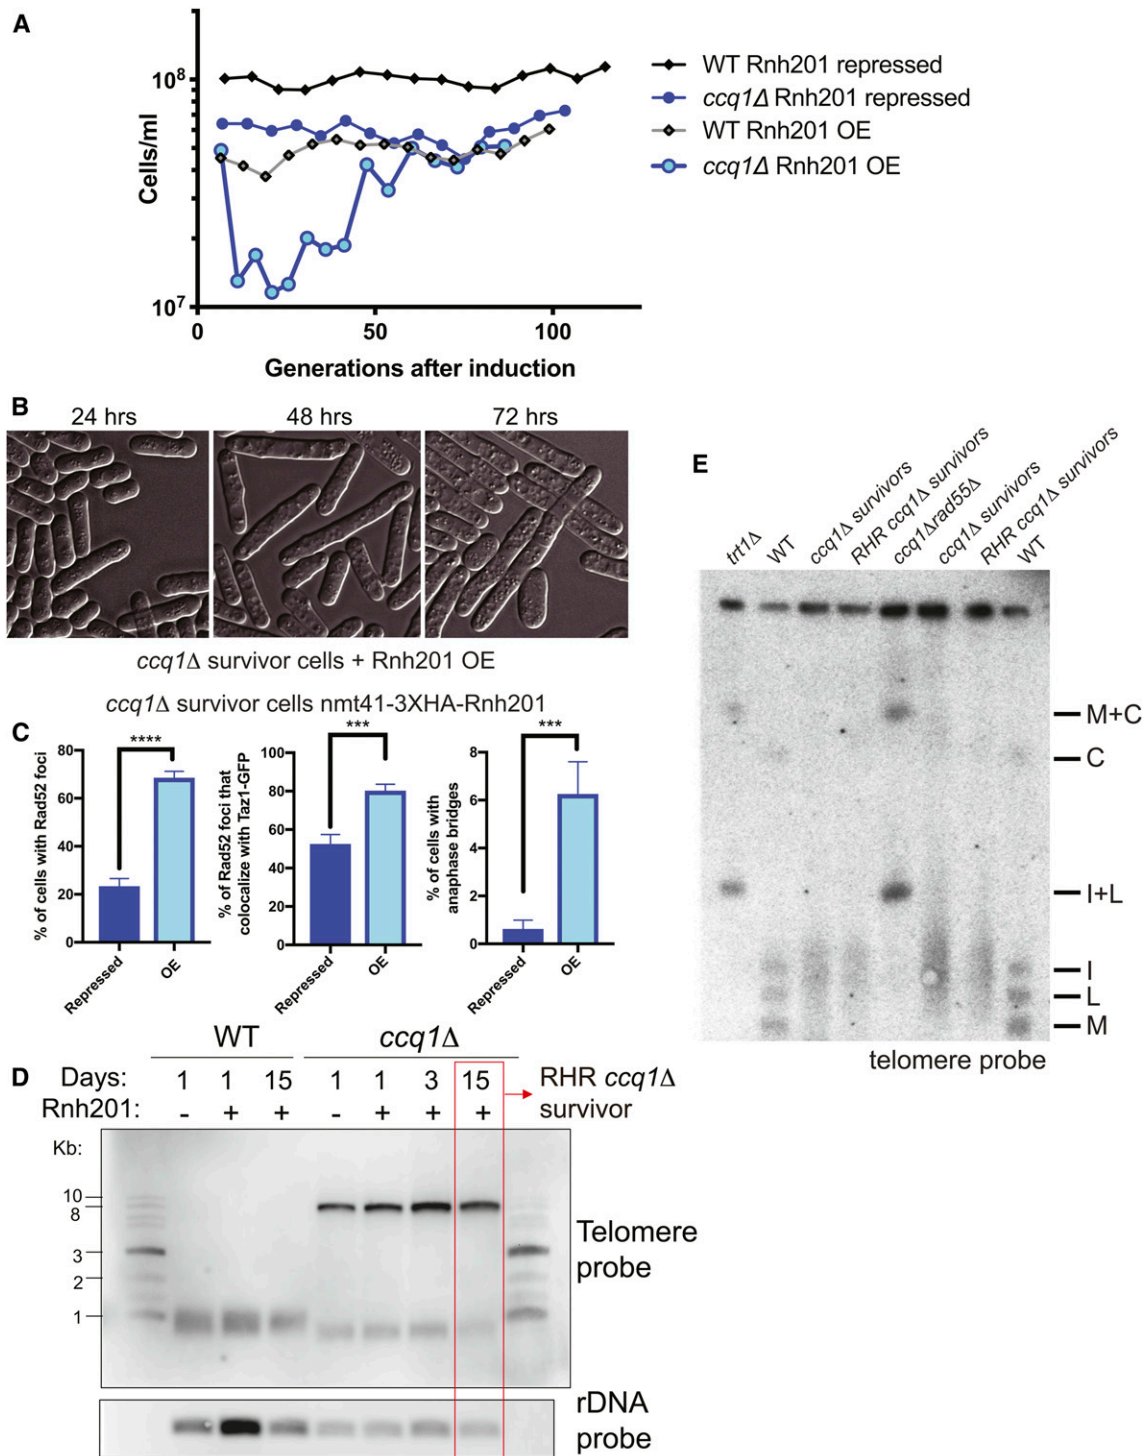 A
10⁸
10⁷
Cells/ml
0
50
100
Generations after induction
WT Rnh201 repressed
ccq1Δ Rnh201 repressed
WT Rnh201 OE
ccq1Δ Rnh201 OE
B
24 hrs
48 hrs
72 hrs
ccq1Δ survivor cells + Rnh201 OE
ccq1Δ survivor cells nmt41-3XHA-Rnh201
C
% of cells with Rad52 foci
80
60
40
20
0
****
Repressed
OE
% of Rad52 foci that
colocalize with Taz1-GFP
100
80
60
40
20
0
***
Repressed
OE
% of cells with
anaphase bridges
8
6
4
2
0
***
Repressed
OE
WT
ccq1Δ
D
Days:
1
1
15
1
1
3
15
RHR ccq1Δ
survivor
Rnh201:
-
+
+
-
+
+
+
Kb:
10
8
3
2
1
Telomere
probe
rDNA
probe
E
trt1Δ
WT
ccq1Δ survivors
RHR ccq1Δ survivors
ccq1Δrad55Δ
ccq1Δ survivors
RHR ccq1Δ survivors
WT
M+C
C
I+L
I
L
M
telomere probe